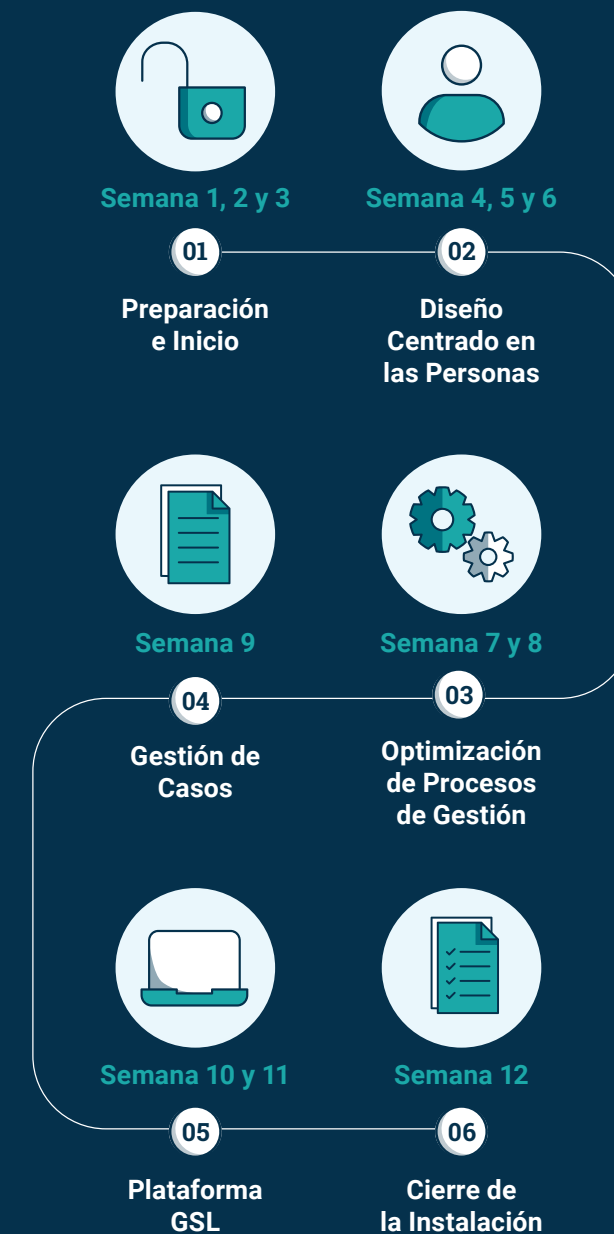 Semana 1, 2 y 3
01
Preparación
e Inicio
Semana 4, 5 y 6
02
Diseño
Centrado en
las Personas
Semana 7 y 8
03
Optimización
de Procesos
de Gestión
Semana 9
04
Gestión de
Casos
Semana 10 y 11
05
Plataforma
GSL
Semana 12
06
Cierre de
la Instalación